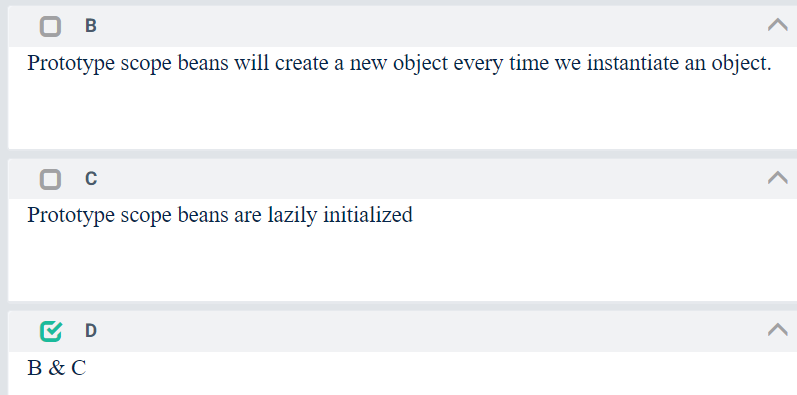 B
Prototype scope beans will create a new object every time we instantiate an object.
C
Prototype scope beans are lazily initialized
D
B & C